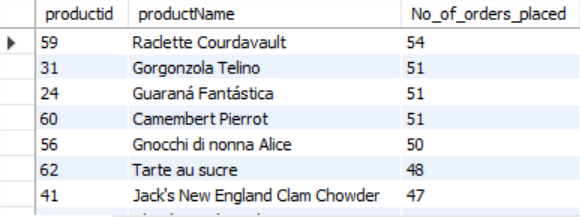 productid productName No_of_orders_placed
59 Raclette Courdavault 54
31 Gorgonzola Telino 51
24 Guaraná Fantástica 51
60 Camembert Pierrot 51
56 Gnocchi di nonna Alice 50
62 Tarte au sucre 48
41 Jack's New England Clam Chowder 47